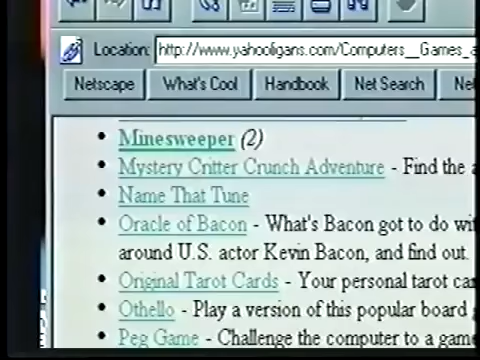 Location: http://www.yahooligans.com/Computers__Games_a
Netscape What's Cool Handbook Net Search Net
Minesweeper (2)
Mystery Critter Crunch Adventure - Find the a
Name That Tune
Oracle of Bacon - What's Bacon got to do wit
around U.S. actor Kevin Bacon, and find out.
Original Tarot Cards - Your personal tarot ca
Othello - Play a version of this popular board
Peg Game - Challenge the computer to a game